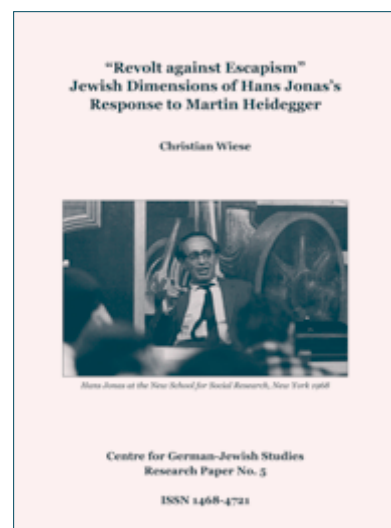 “Revolt against Escapism”
Jewish Dimensions of Hans Jonas’s
Response to Martin Heidegger
Christian Wiese
Hans Jonas at the New School for Social Research, New York 1968
Centre for German-Jewish Studies
Research Paper No. 5
ISSN 1468-4721